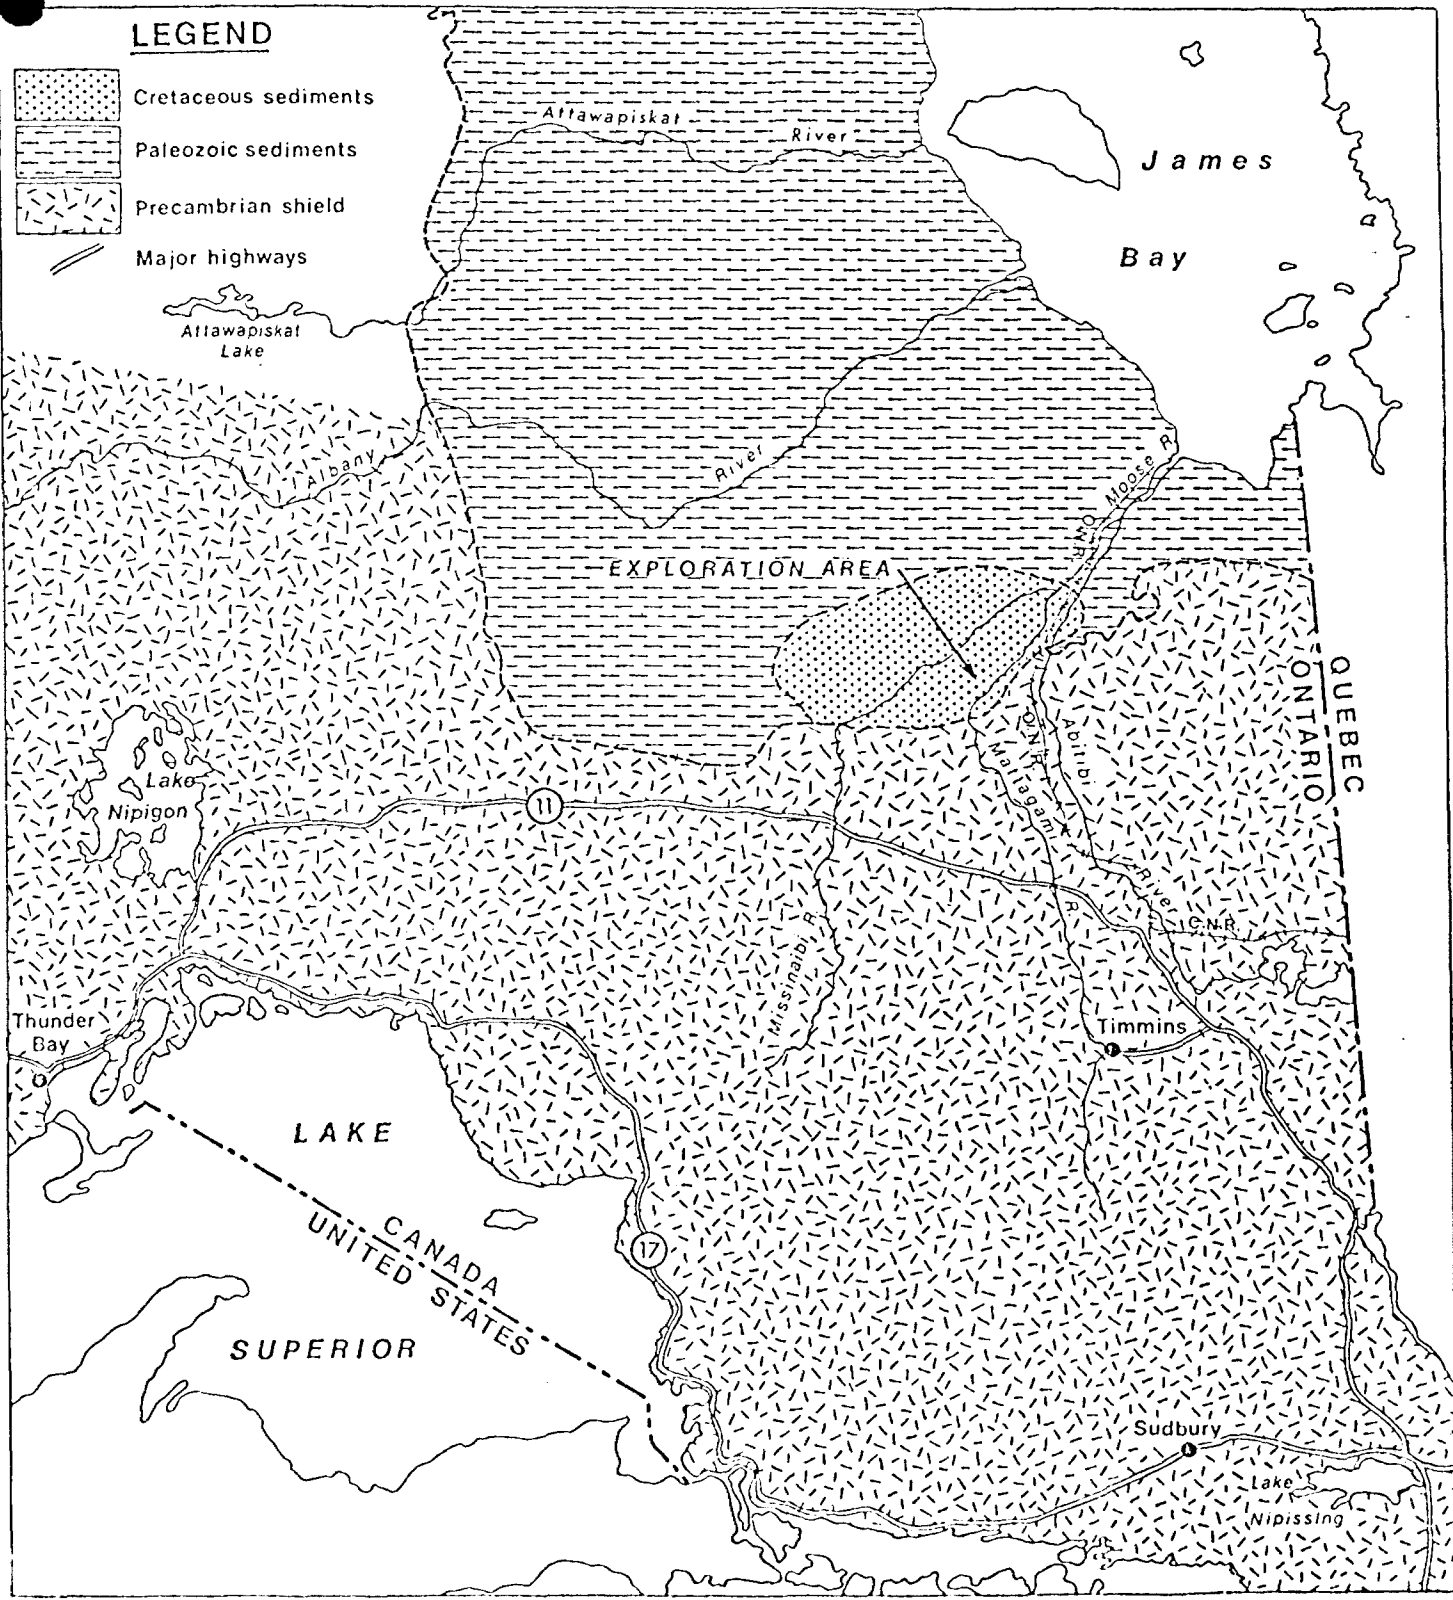 LEGEND
Cretaceous sediments
Paleozoic sediments
Precambrian shield
Major highways
Attawapiskat
River
James
Bay
Attawapiskat
Lake
Albany
River
Moose R.
O.N.R.
EXPLORATION AREA
QUEBEC
ONTARIO
O.N.R.
Abitibi
Mattagami
Lake
Nipigon
11
River
R.
C.N.R.
Missinaibi R.
Thunder
Bay
Timmins
LAKE
CANADA
UNITED STATES
17
SUPERIOR
Sudbury
Lake
Nipissing